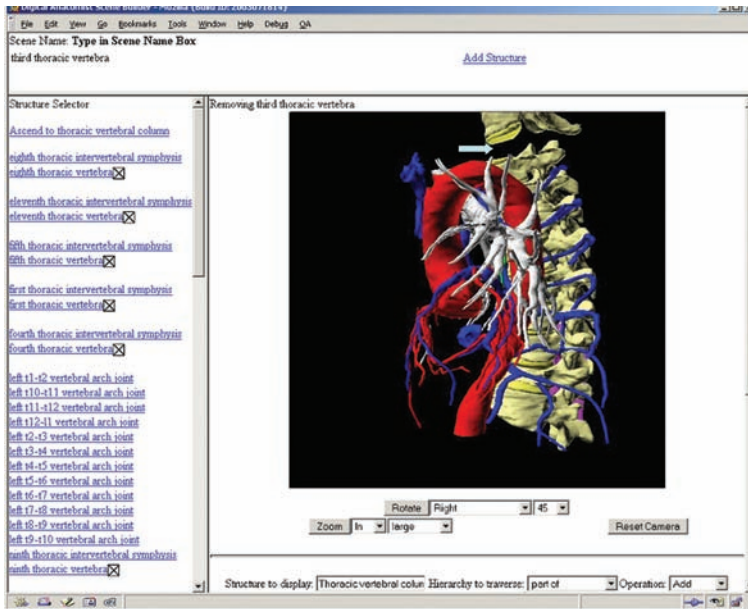 Digital Anatomist Scene Builder - Mozilla {Build ID: 2003071614}
File Edit View Go Bookmarks Tools Window Help Debug QA
Scene Name: Type in Scene Name Box
third thoracic vertebra
Add Structure
Structure Selector
Ascend to thoracic vertebral column
eighth thoracic intervertebral symphysis
eighth thoracic vertebra
eleventh thoracic intervertebral symphysis
eleventh thoracic vertebra
fifth thoracic intervertebral symphysis
fifth thoracic vertebra
first thoracic intervertebral symphysis
first thoracic vertebra
fourth thoracic intervertebral symphysis
fourth thoracic vertebra
left t1-t2 vertebral arch joint
left t10-t11 vertebral arch joint
left t11-t12 vertebral arch joint
left t12-l1 vertebral arch joint
left t2-t3 vertebral arch joint
left t3-t4 vertebral arch joint
left t4-t5 vertebral arch joint
left t5-t6 vertebral arch joint
left t6-t7 vertebral arch joint
left t7-t8 vertebral arch joint
left t8-t9 vertebral arch joint
left t9-t10 vertebral arch joint
ninth thoracic intervertebral symphysis
ninth thoracic vertebra
Removing third thoracic vertebra
Rotate Right 45
Zoom In large Reset Camera
Structure to display: Thoracic vertebral colun Hierarchy to traverse: part of Operation: Add